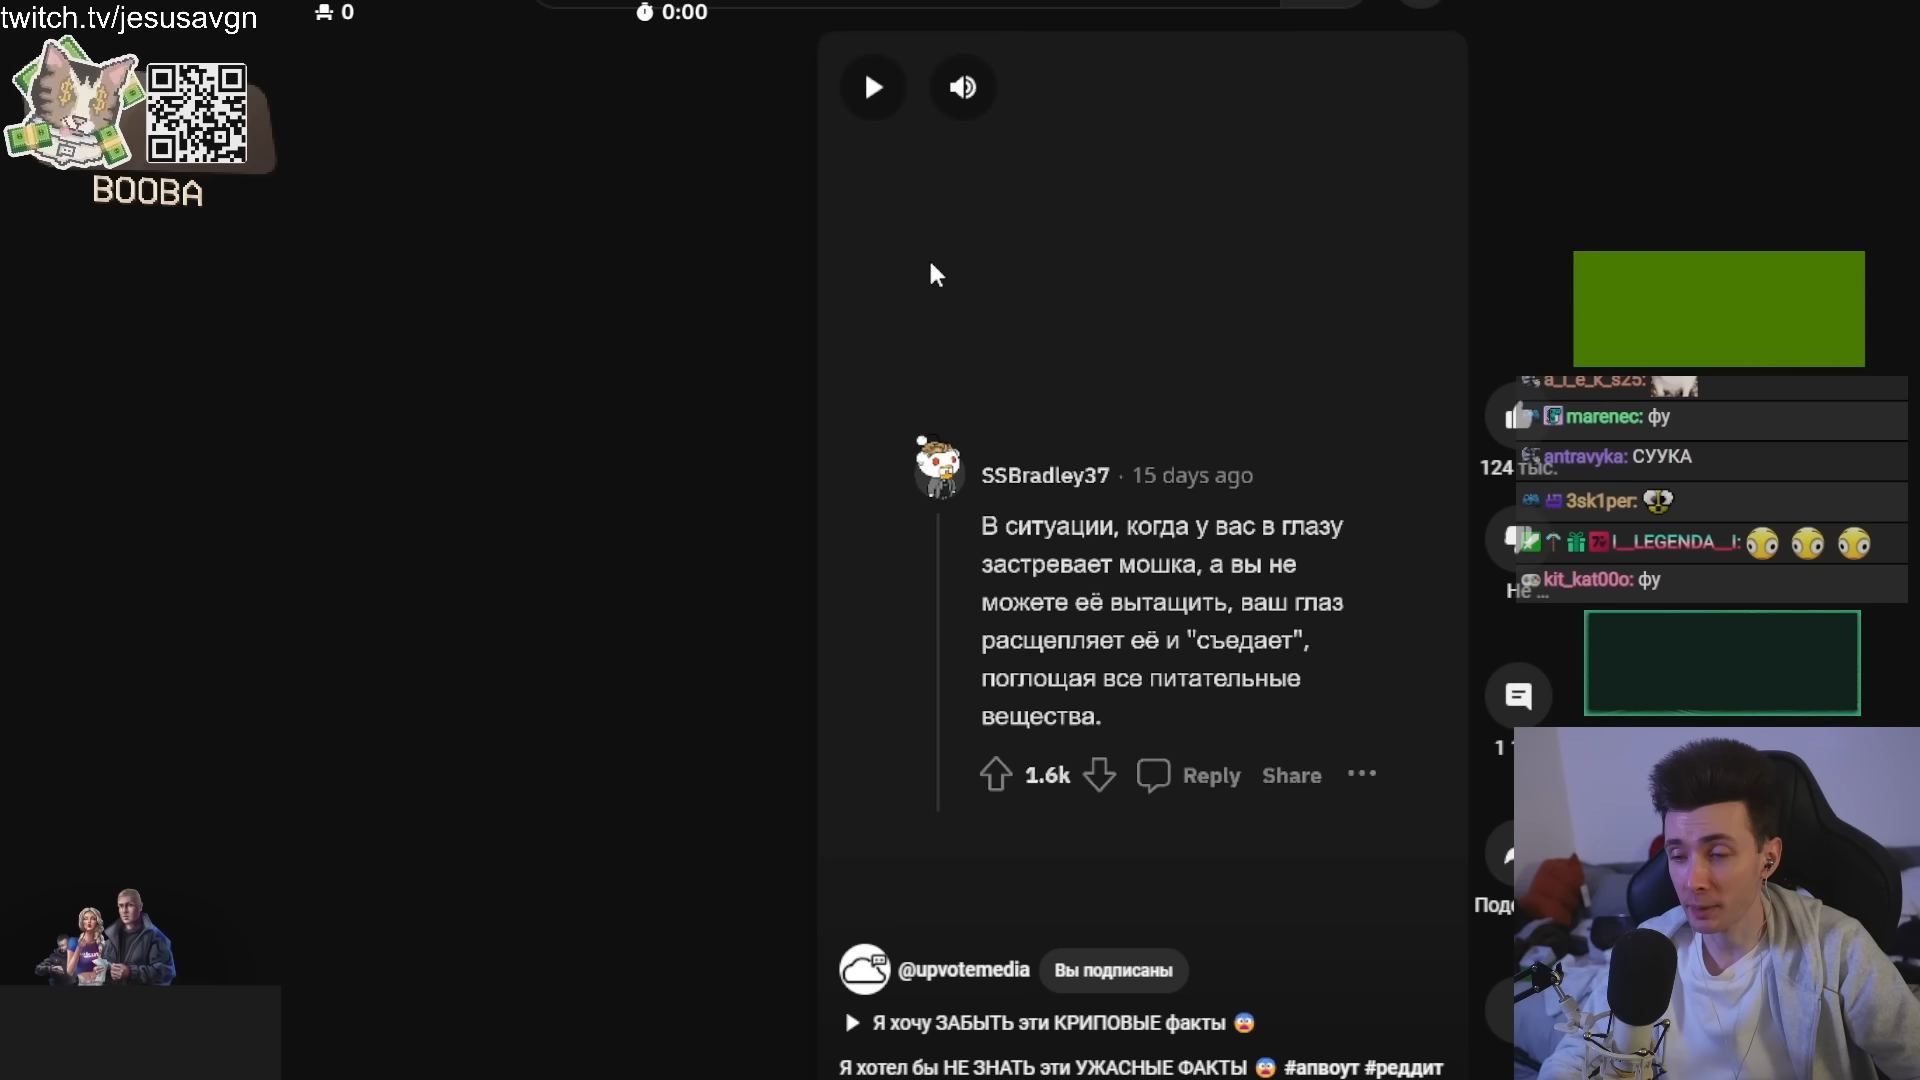 twitch.tv/jesusavgn
0
0:00
BOOBA
SSBradley37 · 15 days ago
В ситуации, когда у вас в глазу
застревает мошка, а вы не
можете её вытащить, ваш глаз
расщепляет её и "съедает",
поглощая все питательные
вещества.
1.6k
Reply
Share
@upvotemedia
Вы подписаны
Я хочу ЗАБЫТЬ эти КРИПОВЫЕ факты
Я хотел бы НЕ ЗНАТЬ эти УЖАСНЫЕ ФАКТЫ #апвоут #реддит
a_l_e_k_s25:
marenec: фу
antravyka: СУУКА
124 тыс.
3sk1per:
I__LEGENDA__I:
kit_kat00o: фу
Не ...